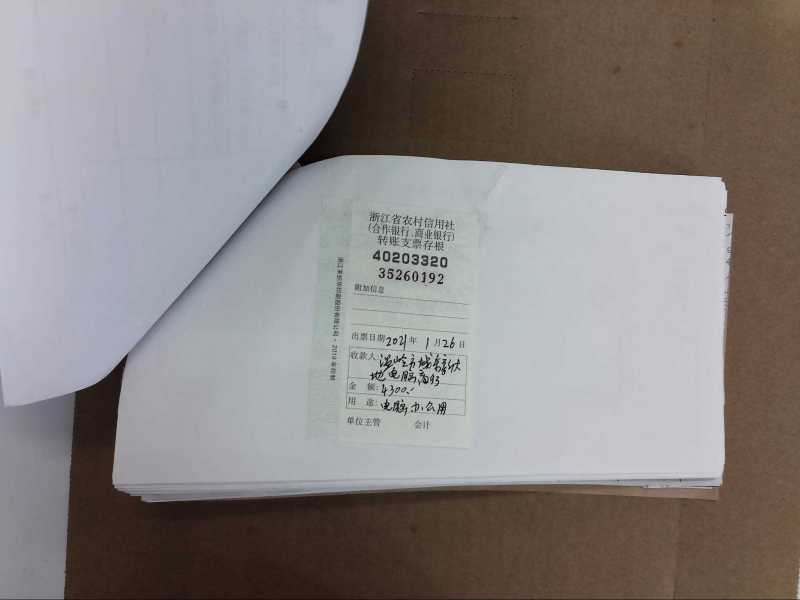 浙江省农村信用社
(合作银行、商业银行)
转账支票存根
40203320
35260192
附加信息
出票日期 2021 年 1 月 26 日
收款人: 温岭市城东新伙
地电脑商行
金 额: 4300.-
用 途: 电脑办公用
单位主管 会计